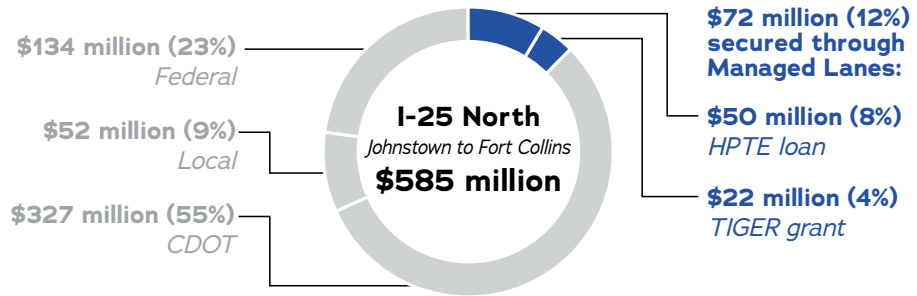 $134 million (23%)
Federal
$52 million (9%)
Local
$327 million (55%)
CDOT
I-25 North
Johnstown to Fort Collins
$585 million
$72 million (12%)
secured through
Managed Lanes:
$50 million (8%)
HPTE loan
$22 million (4%)
TIGER grant